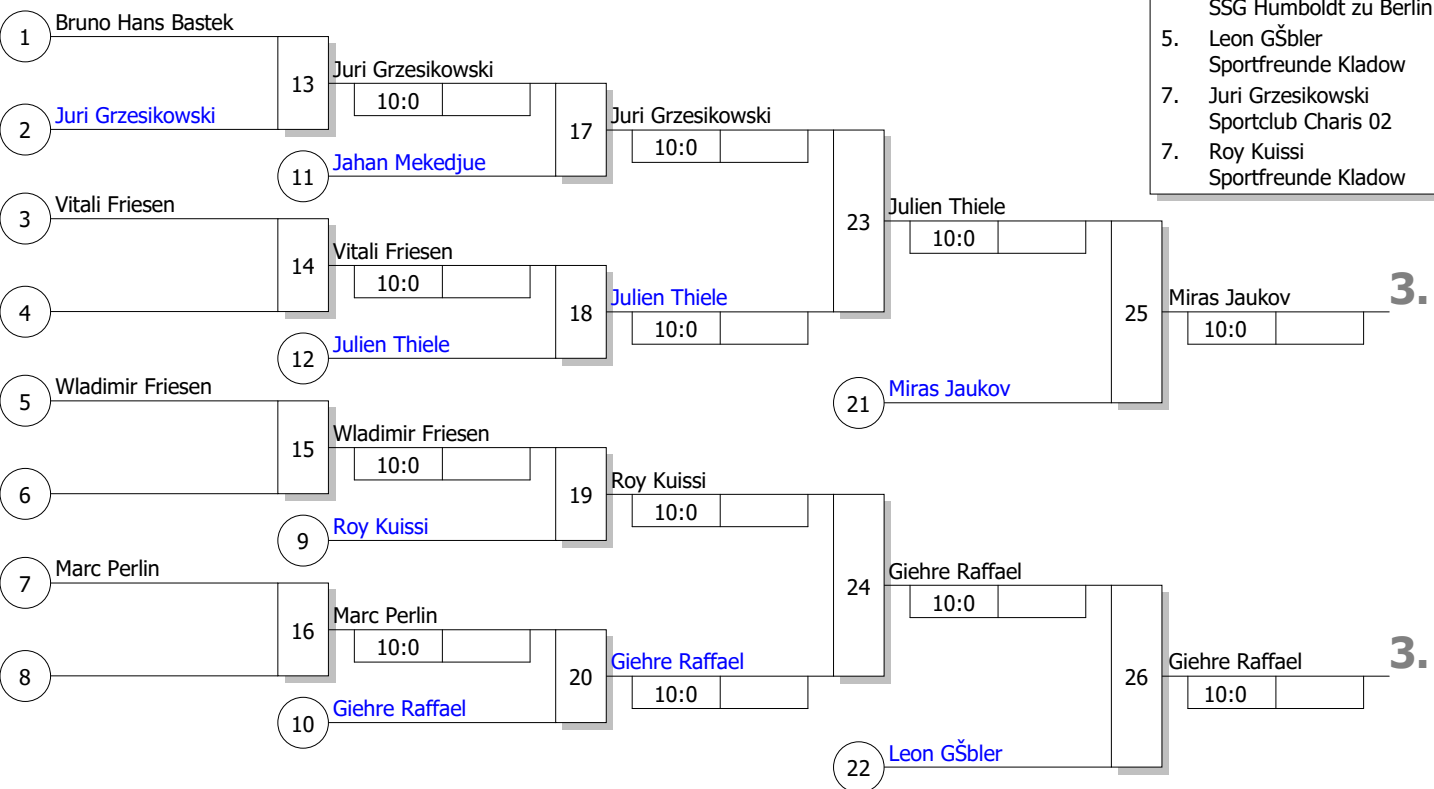 SSG Humboldt zu Berlin
5. Leon GŠbler
Sportfreunde Kladow
7. Juri Grzesikowski
Sportclub Charis 02
7. Roy Kuissi
Sportfreunde Kladow
1 Bruno Hans Bastek
13 Juri Grzesikowski
10:0
2 Juri Grzesikowski
17 Juri Grzesikowski
10:0
11 Jahan Mekedjue
3 Vitali Friesen
23 Julien Thiele
10:0
14 Vitali Friesen
10:0
4
18 Julien Thiele
10:0
25 Miras Jaukov 3.
10:0
12 Julien Thiele
5 Wladimir Friesen
21 Miras Jaukov
15 Wladimir Friesen
10:0
6
19 Roy Kuissi
10:0
9 Roy Kuissi
7 Marc Perlin
24 Giehre Raffael
10:0
16 Marc Perlin
10:0
8
20 Giehre Raffael
10:0
26 Giehre Raffael 3.
10:0
10 Giehre Raffael
22 Leon GŠbler